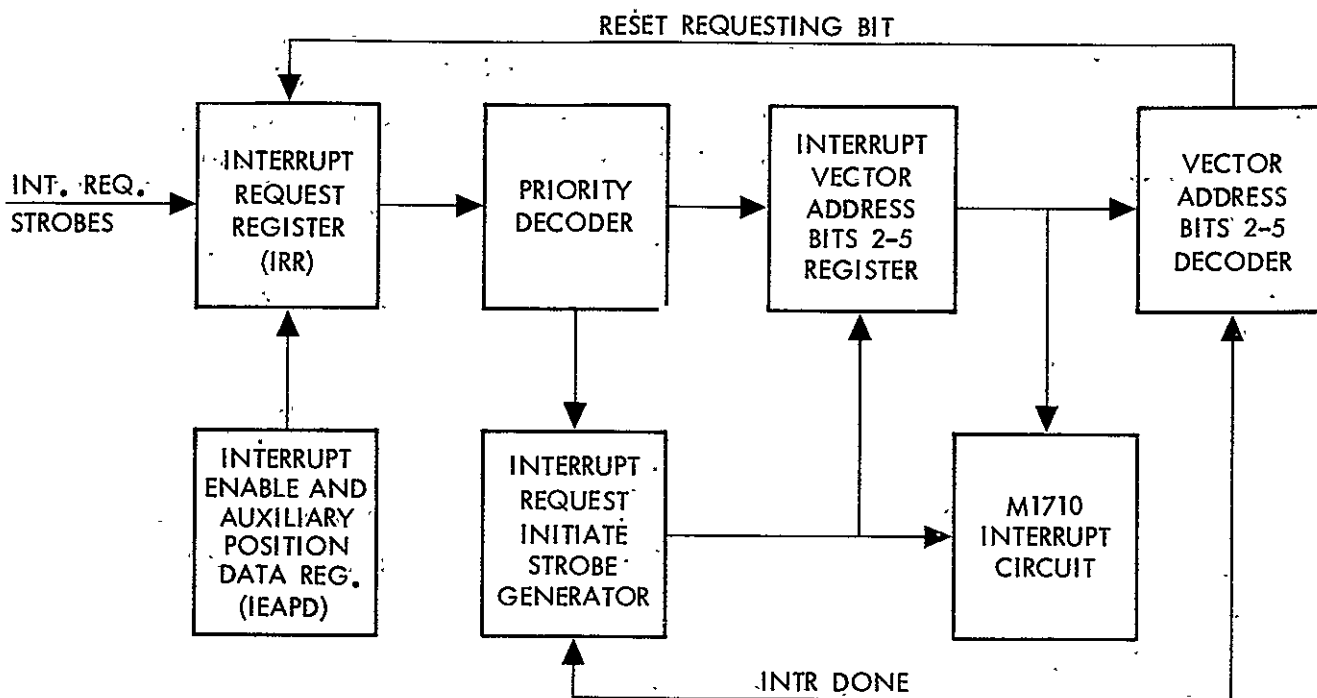 RESET REQUESTING BIT
INT. REQ.
STROBES
INTERRUPT
REQUEST
REGISTER
(IRR)
PRIORITY
DECODER
INTERRUPT
VECTOR
ADDRESS
BITS 2-5
REGISTER
VECTOR
ADDRESS
BITS 2-5
DECODER
INTERRUPT
ENABLE AND
AUXILIARY
POSITION
DATA REG.
(IEAPD)
INTERRUPT
REQUEST
INITIATE
STROBE
GENERATOR
M1710
INTERRUPT
CIRCUIT
INTR DONE